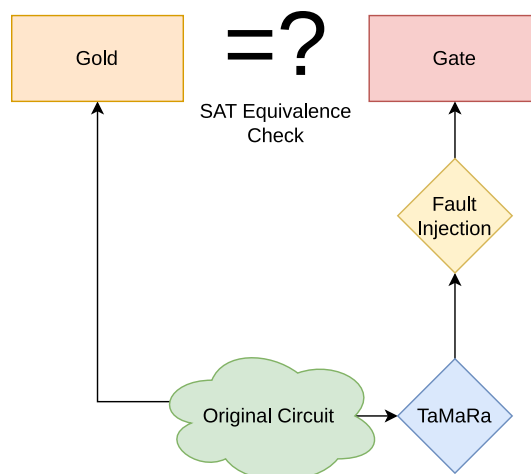 Gold
=?
Gate
SAT Equivalence
Check
Fault
Injection
Original Circuit
TaMaRa